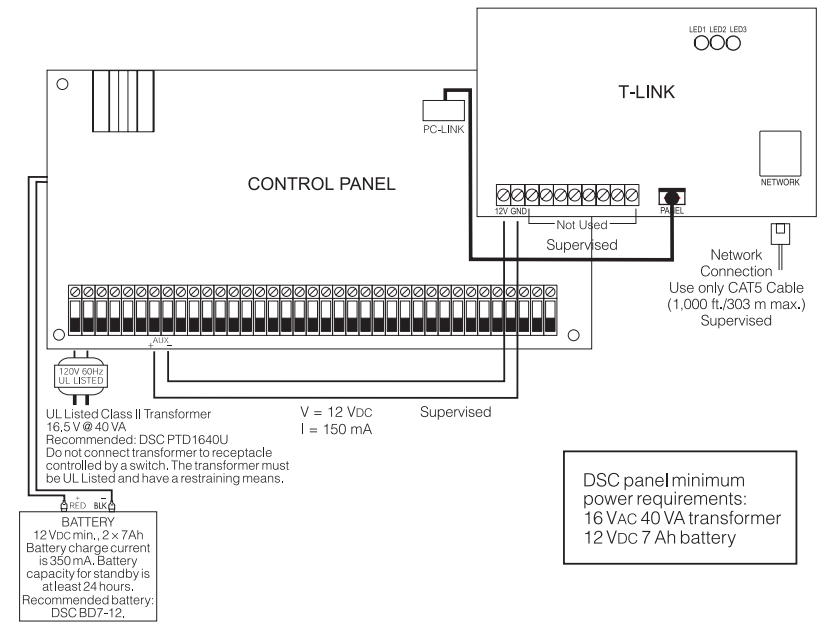 LED1 LED2 LED3
T-LINK
PC-LINK
NETWORK
CONTROL PANEL
12V GND
PANEL
Not Used
Supervised
Network
Connection
Use only CAT5 Cable
(1,000 ft./303 m max.)
Supervised
AUX
+ –
120V 60Hz
UL LISTED
UL Listed Class II Transformer
16,5 V @ 40 VA
Recommended: DSC PTD1640U
Do not connect transformer to receptacle
controlled by a switch. The transformer must
be UL Listed and have a restraining means.
V = 12 VDC
I = 150 mA
Supervised
DSC panel minimum
power requirements:
16 VAC 40 VA transformer
12 VDC 7 Ah battery
+ –
RED BLK
BATTERY
12 VDC min., 2 x 7Ah
Battery charge current
is 350 mA. Battery
capacity for standby is
at least 24 hours.
Recommended battery:
DSC BD7-12,